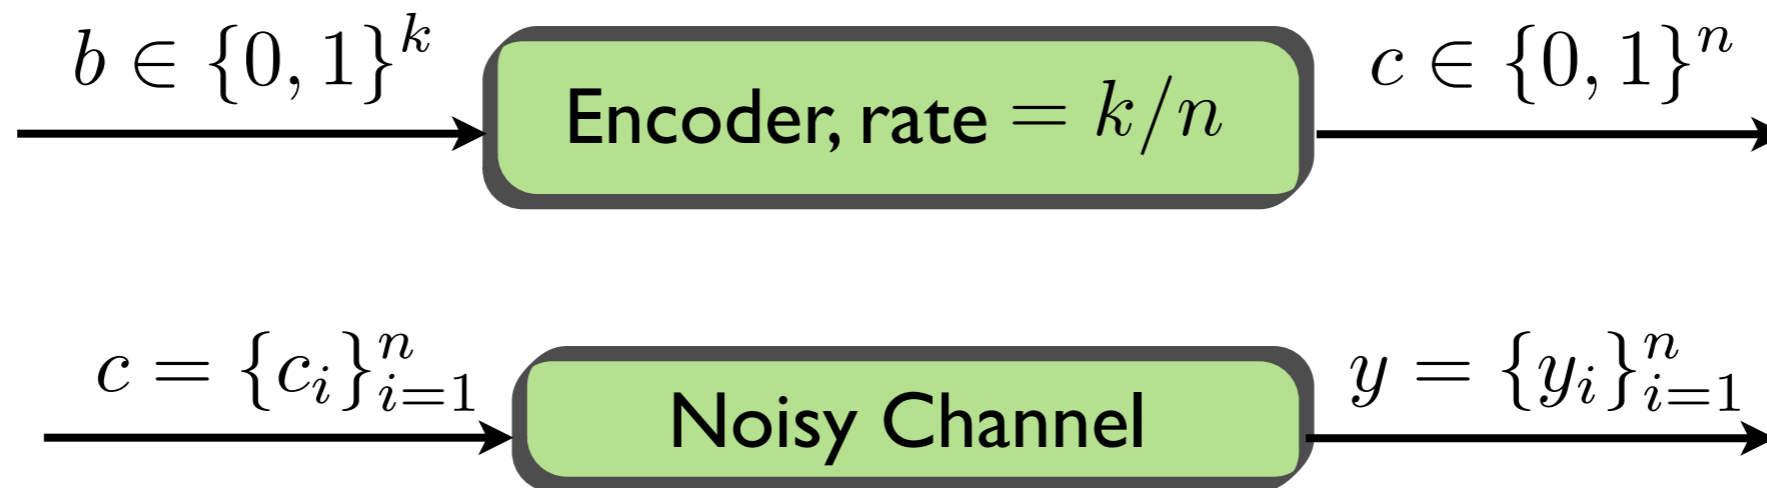 b ∈ {0, 1}^k
Encoder, rate = k/n
c ∈ {0, 1}^n
c = {c_i}_{i=1}^n
Noisy Channel
y = {y_i}_{i=1}^n